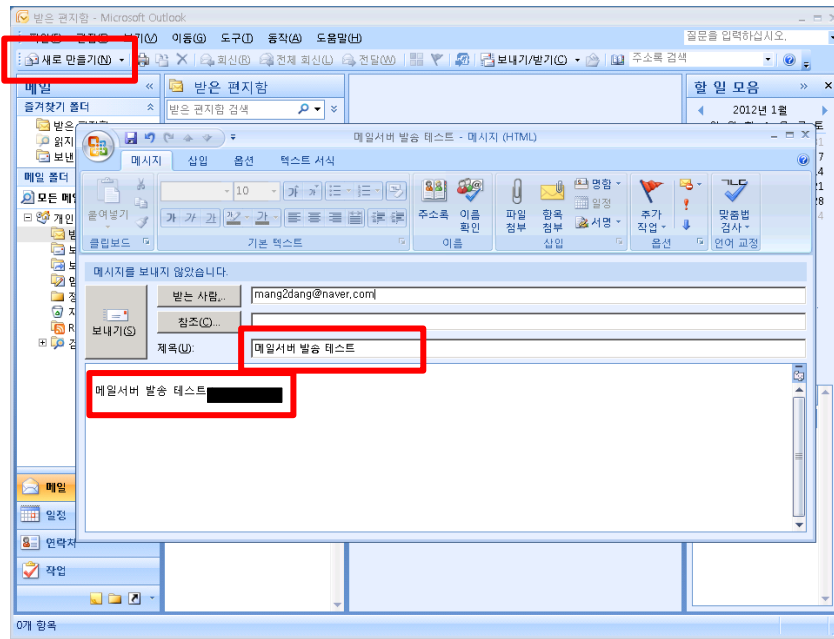 받은 편지함 - Microsoft Outlook
보기(V) 이동(G) 도구(T) 동작(A) 도움말(H)
질문을 입력하십시오.
새로 만들기(N) 회신(R) 전체 회신(L) 전달(W) 보내기/받기(C) 주소록 검색
메일 « 받은 편지함 할 일 모음 » ×
즐겨찾기 폴더
받은 편지함 검색
2012년 1월
메일서버 발송 테스트 - 메시지 (HTML)
메시지 삽입 옵션 텍스트 서식
메일 폴더
붙여넣기
10
가 가 가
주소록 이름 확인
파일 첨부 항목 첨부
명함
일정
서명
추가 작업
맞춤법 검사
클립보드 기본 텍스트 이름 삽입 옵션 언어 교정
메시지를 보내지 않았습니다.
보내기(S)
받는 사람.. mang2dang@naver.com
참조(C)...
제목(U): 메일서버 발송 테스트
메일서버 발송 테스트
메일
일정
연락처
작업
0개 항목